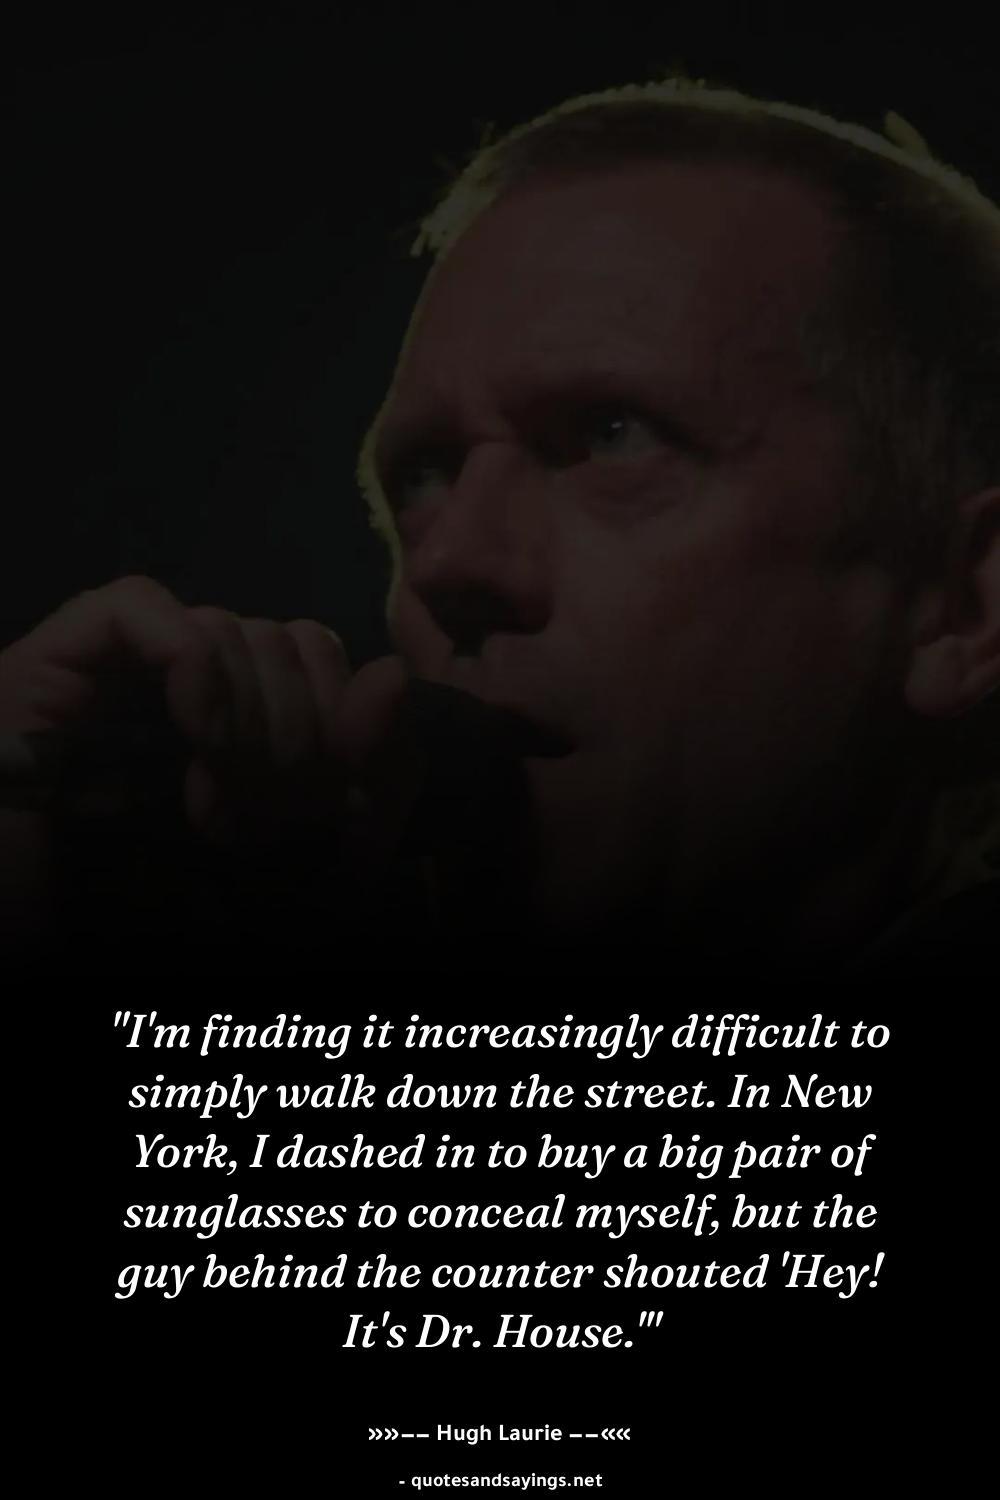 "I'm finding it increasingly difficult to
simply walk down the street. In New
York, I dashed in to buy a big pair of
sunglasses to conceal myself, but the
guy behind the counter shouted 'Hey!
It's Dr. House.'"
»»–– Hugh Laurie ––««
- quotesandsayings.net